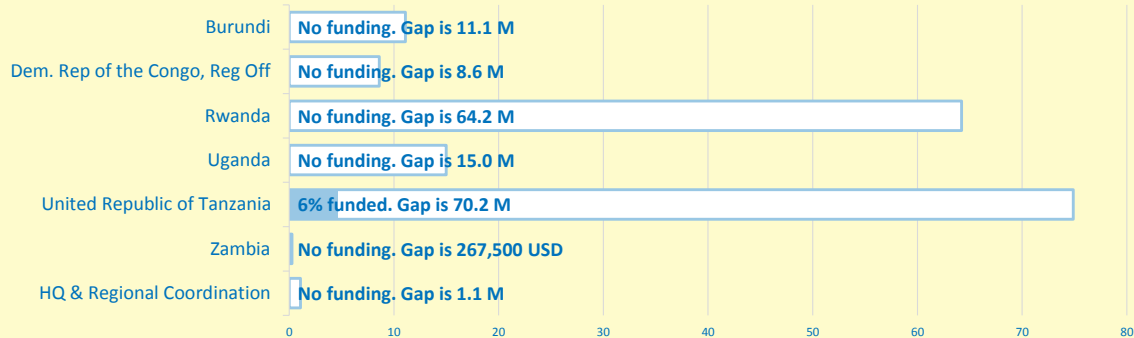 Burundi No funding. Gap is 11.1 M
Dem. Rep of the Congo, Reg Off No funding. Gap is 8.6 M
Rwanda No funding. Gap is 64.2 M
Uganda No funding. Gap is 15.0 M
United Republic of Tanzania 6% funded. Gap is 70.2 M
Zambia No funding. Gap is 267,500 USD
HQ & Regional Coordination No funding. Gap is 1.1 M
0 10 20 30 40 50 60 70 80